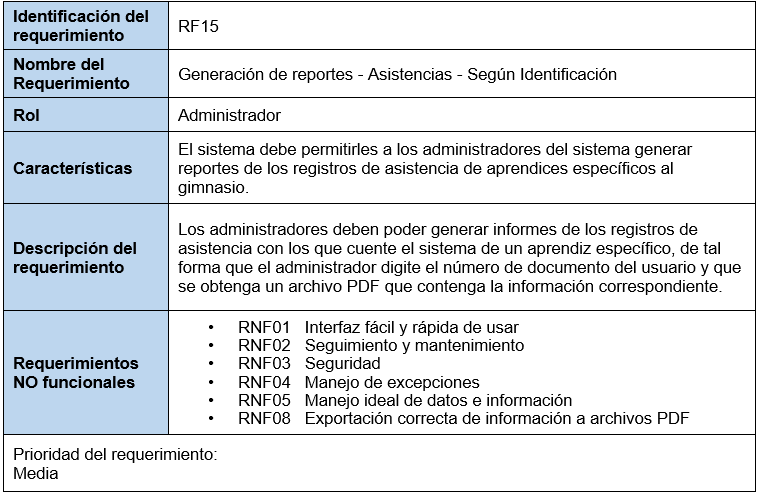 Identificación del requerimiento
RF15
Nombre del Requerimiento
Generación de reportes - Asistencias - Según Identificación
Rol
Administrador
Características
El sistema debe permitirles a los administradores del sistema generar
reportes de los registros de asistencia de aprendices específicos al
gimnasio.
Descripción del requerimiento
Los administradores deben poder generar informes de los registros de
asistencia con los que cuente el sistema de un aprendiz específico, de tal
forma que el administrador digite el número de documento del usuario y que
se obtenga un archivo PDF que contenga la información correspondiente.
Requerimientos NO funcionales
• RNF01 Interfaz fácil y rápida de usar
• RNF02 Seguimiento y mantenimiento
• RNF03 Seguridad
• RNF04 Manejo de excepciones
• RNF05 Manejo ideal de datos e información
• RNF08 Exportación correcta de información a archivos PDF
Prioridad del requerimiento:
Media